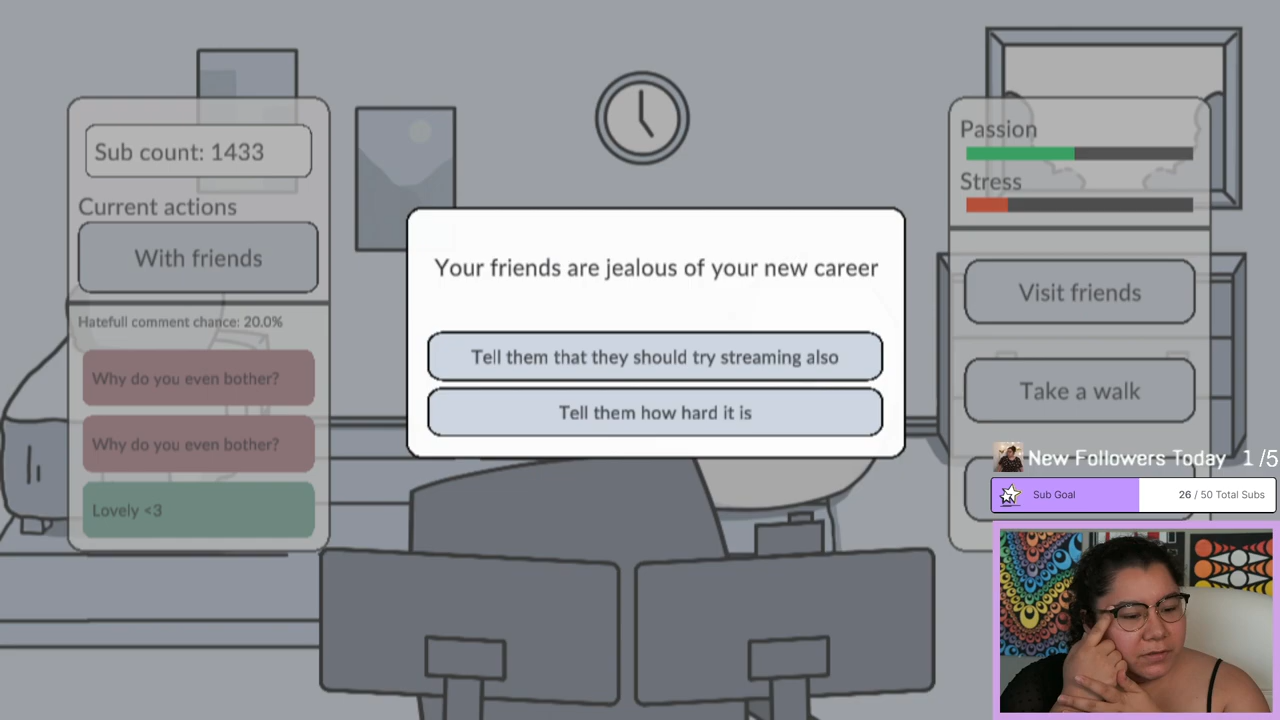 Sub count: 1433
Current actions
With friends
Hatefull comment chance: 20.0%
Why do you even bother?
Why do you even bother?
Lovely <3
Your friends are jealous of your new career
Tell them that they should try streaming also
Tell them how hard it is
Passion
Stress
Visit friends
Take a walk
New Followers Today 1 /5
Sub Goal 26 / 50 Total Subs